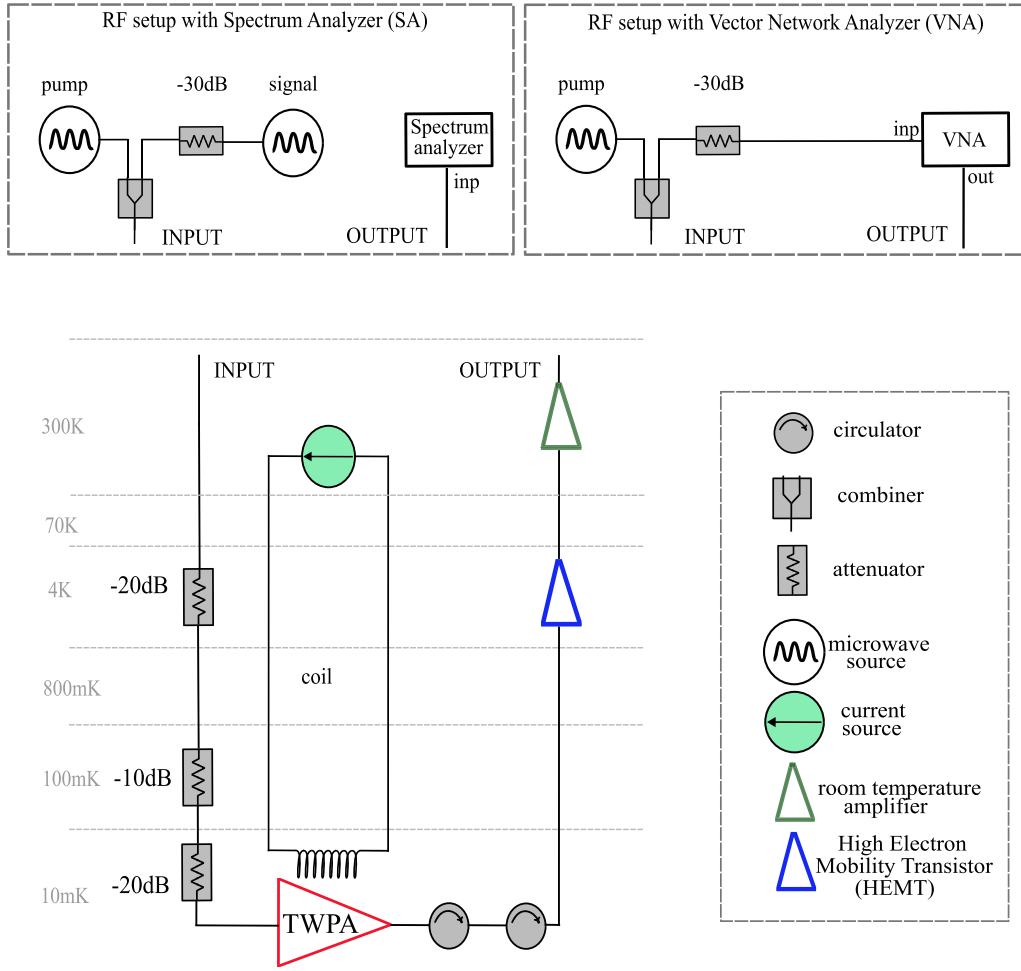 RF setup with Spectrum Analyzer (SA)
pump
-30dB
signal
Spectrum
analyzer
inp
INPUT
OUTPUT
RF setup with Vector Network Analyzer (VNA)
pump
-30dB
inp
VNA
out
INPUT
OUTPUT
INPUT
OUTPUT
300K
70K
4K
-20dB
800mK
coil
100mK
-10dB
10mK
-20dB
TWPA
circulator
combiner
attenuator
microwave
source
current
source
room temperature
amplifier
High Electron
Mobility Transistor
(HEMT)